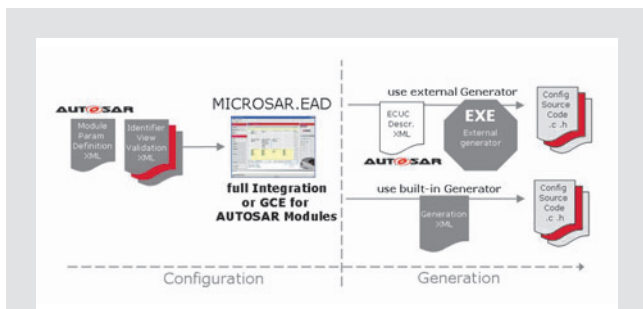 AUTOSAR
Module
Param
Definition
XML
Identifier
View
Validation
XML
MICROSAR.EAD
full Integration
or GCE for
AUTOSAR Modules
use external Generator
ECUC
Descr.
XML
AUTOSAR
EXE
External
generator
Config
Source
Code
.c .h
use built-in Generator
Generation
XML
Config
Source
Code
.c .h
Configuration
Generation